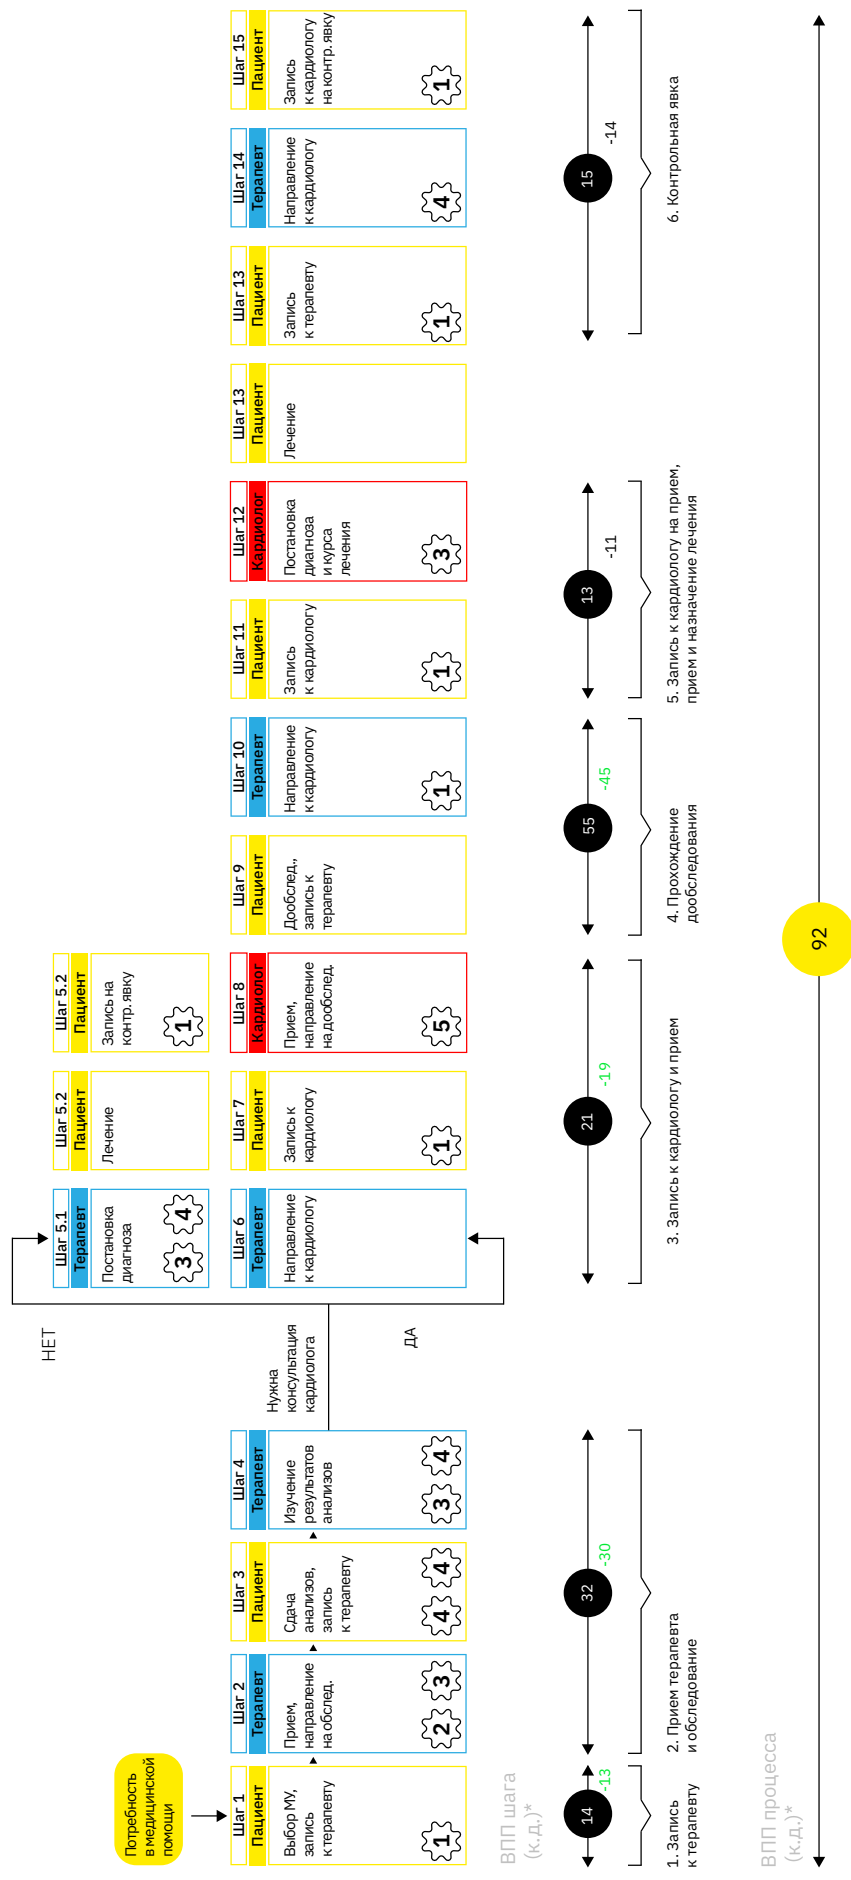 Потребность
в медицинской
помощи
Шаг 1
Пациент
Выбор МУ,
запись
к терапевту
1
Шаг 2
Терапевт
Прием,
направление
на обслед.
2 3
Шаг 3
Пациент
Сдача
анализов,
запись
к терапевту
4 4
Шаг 4
Терапевт
Изучение
результатов
анализов
3 4
Нужна
консультация
кардиолога
НЕТ
ДА
Шаг 5.1
Терапевт
Постановка
диагноза
3 4
Шаг 5.2
Пациент
Лечение
Шаг 5.2
Пациент
Запись на
контр. явку
1
Шаг 6
Терапевт
Направление
к кардиологу
Шаг 7
Пациент
Запись к
кардиологу
1
Шаг 8
Кардиолог
Прием,
направление
на дообслед.
5
Шаг 9
Пациент
Дообслед.,
запись к
терапевту
Шаг 10
Терапевт
Направление
к кардиологу
1
Шаг 11
Пациент
Запись
к кардиологу
1
Шаг 12
Кардиолог
Постановка
диагноза
и курса
лечения
3
Шаг 13
Пациент
Лечение
Шаг 13
Пациент
Запись
к терапевту
1
Шаг 14
Терапевт
Направление
к кардиологу
4
Шаг 15
Пациент
Запись
к кардиологу
на контр. явку
1
ВПП шага
(к.д.)*
14
-13
32
-30
21
-19
55
-45
13
-11
15
-14
1. Запись
к терапевту
2. Прием терапевта
и обследование
3. Запись к кардиологу и прием
4. Прохождение
дообследования
5. Запись к кардиологу на прием,
прием и назначение лечения
6. Контрольная явка
ВПП процесса
(к.д.)*
92